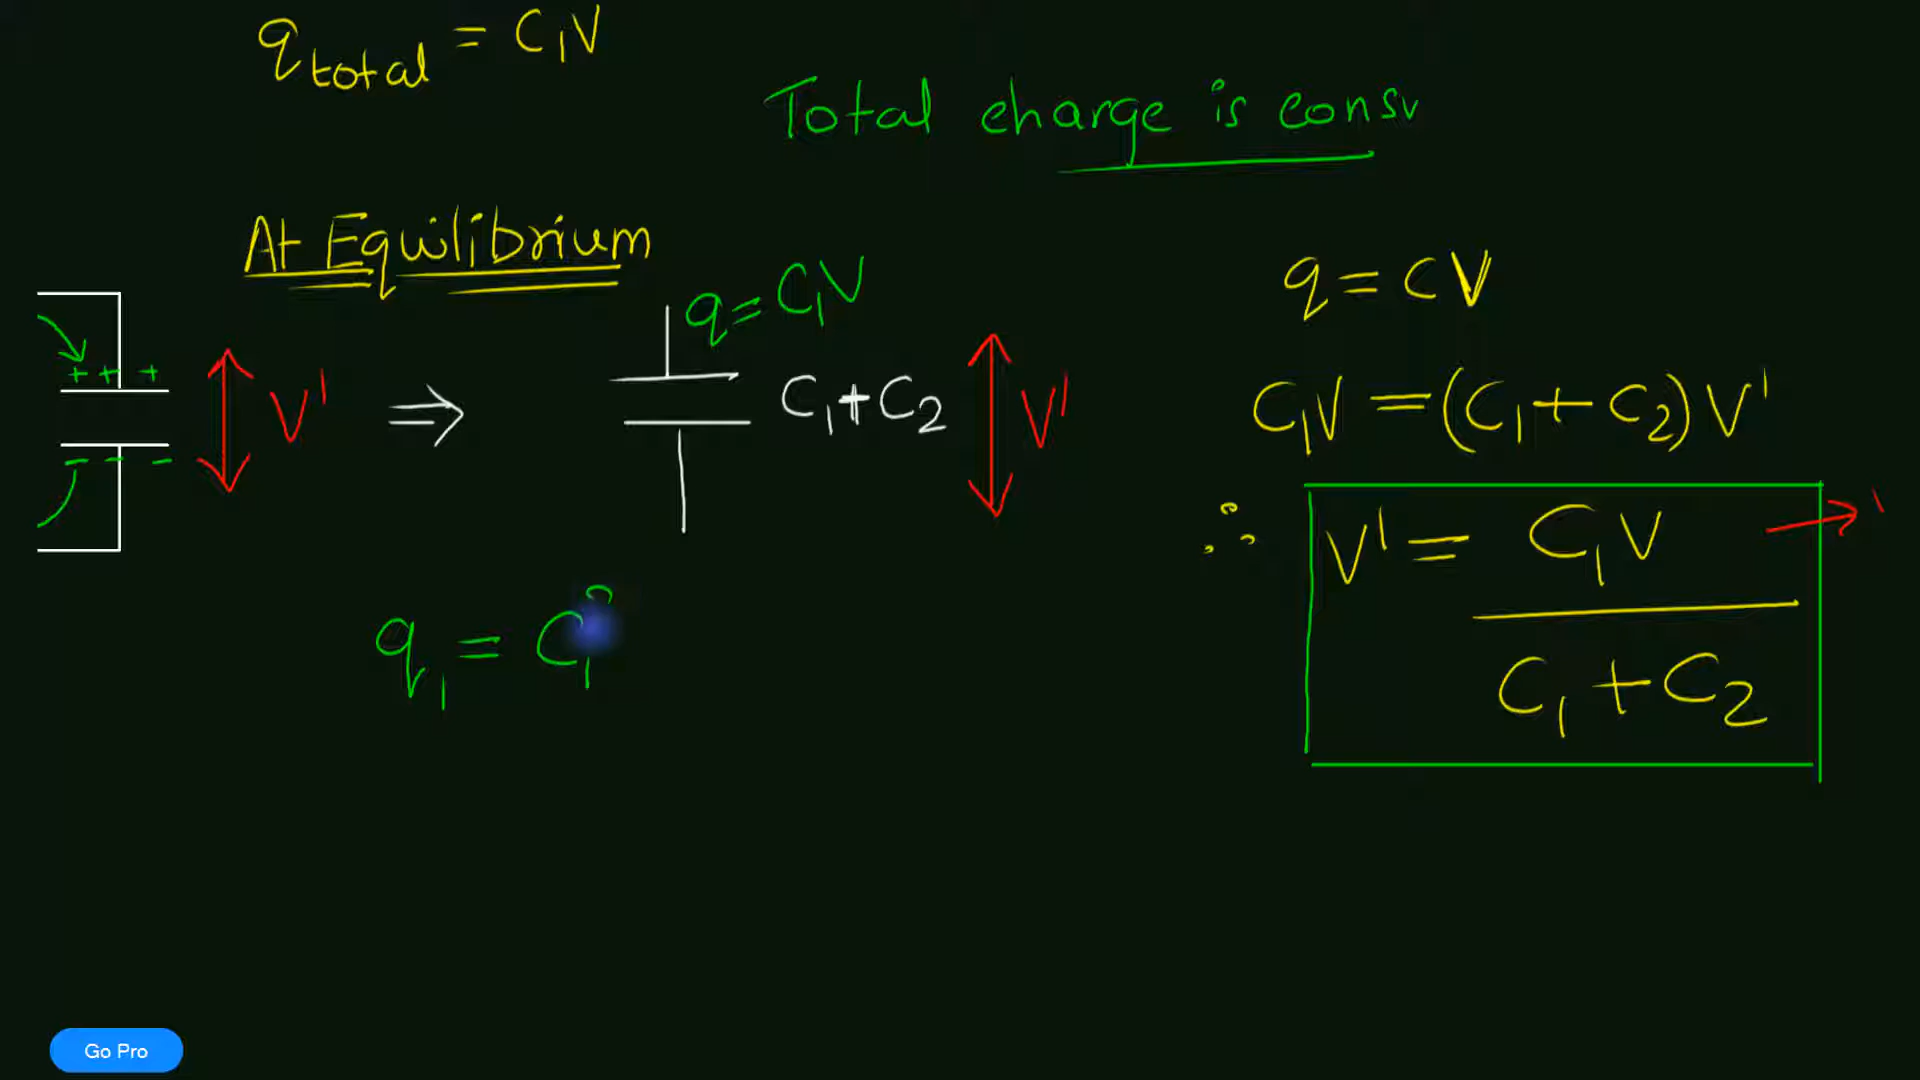 q_total = C₁V
Total charge is consv
At Equilibrium
q = C₁V
q = CV
+ + +
V'
⇒
C₁+C₂
V'
C₁V = (C₁+C₂)V'
- - -
∴ V' = C₁V / C₁+C₂
q₁ = C₁
Go Pro